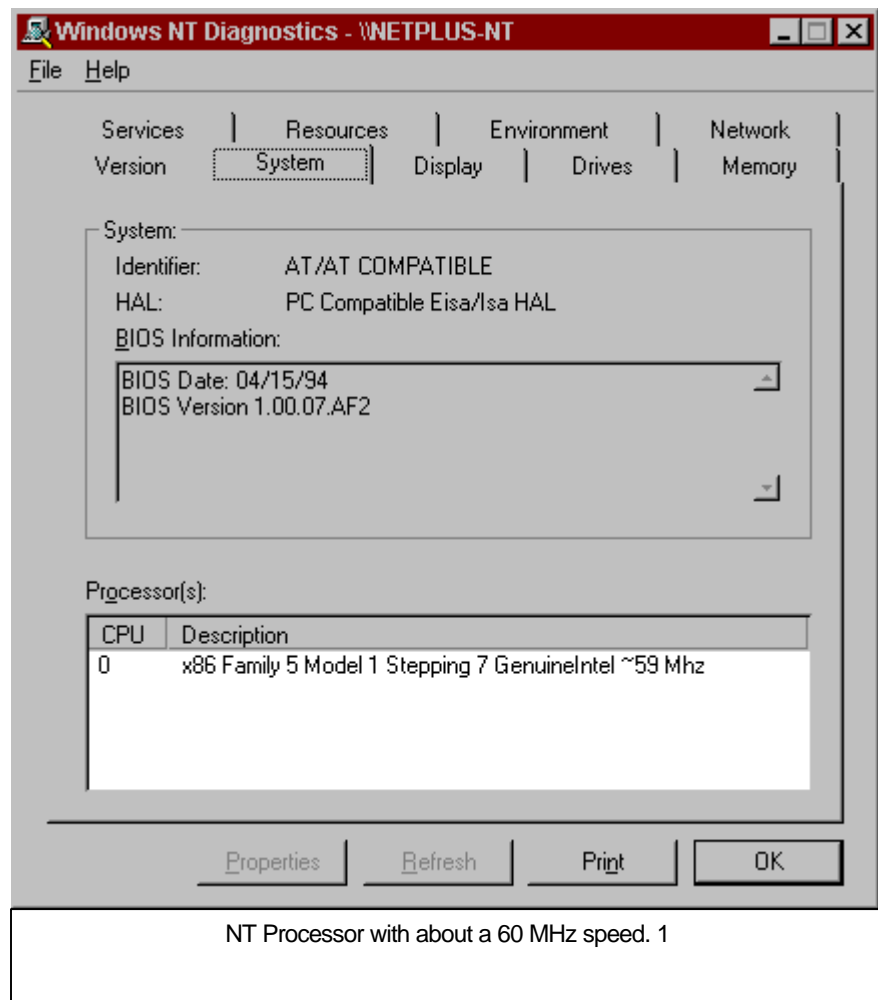 Windows NT Diagnostics - \\NETPLUS-NT
File Help
Services Resources Environment Network
Version System Display Drives Memory
System:
Identifier: AT/AT COMPATIBLE
HAL: PC Compatible Eisa/Isa HAL
BIOS Information:
BIOS Date: 04/15/94
BIOS Version 1.00.07.AF2
Processor(s):
CPU Description
0 x86 Family 5 Model 1 Stepping 7 GenuineIntel ~59 Mhz
Properties Refresh Print OK
NT Processor with about a 60 MHz speed. 1